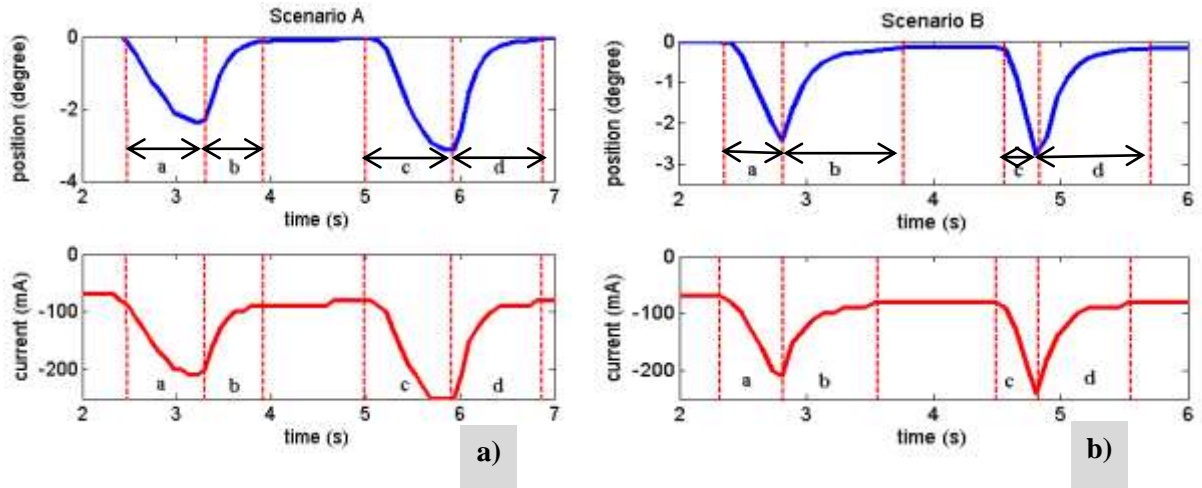 Scenario A
position (degree)
0
-2
-4
a
b
c
d
2
3
4
5
6
7
time (s)
current (mA)
0
-100
-200
a
b
c
d
2
3
4
5
6
7
time (s)
a)
Scenario B
position (degree)
0
-1
-2
-3
a
b
c
d
2
3
4
5
6
time (s)
current (mA)
0
-100
-200
a
b
c
d
2
3
4
5
6
time (s)
b)